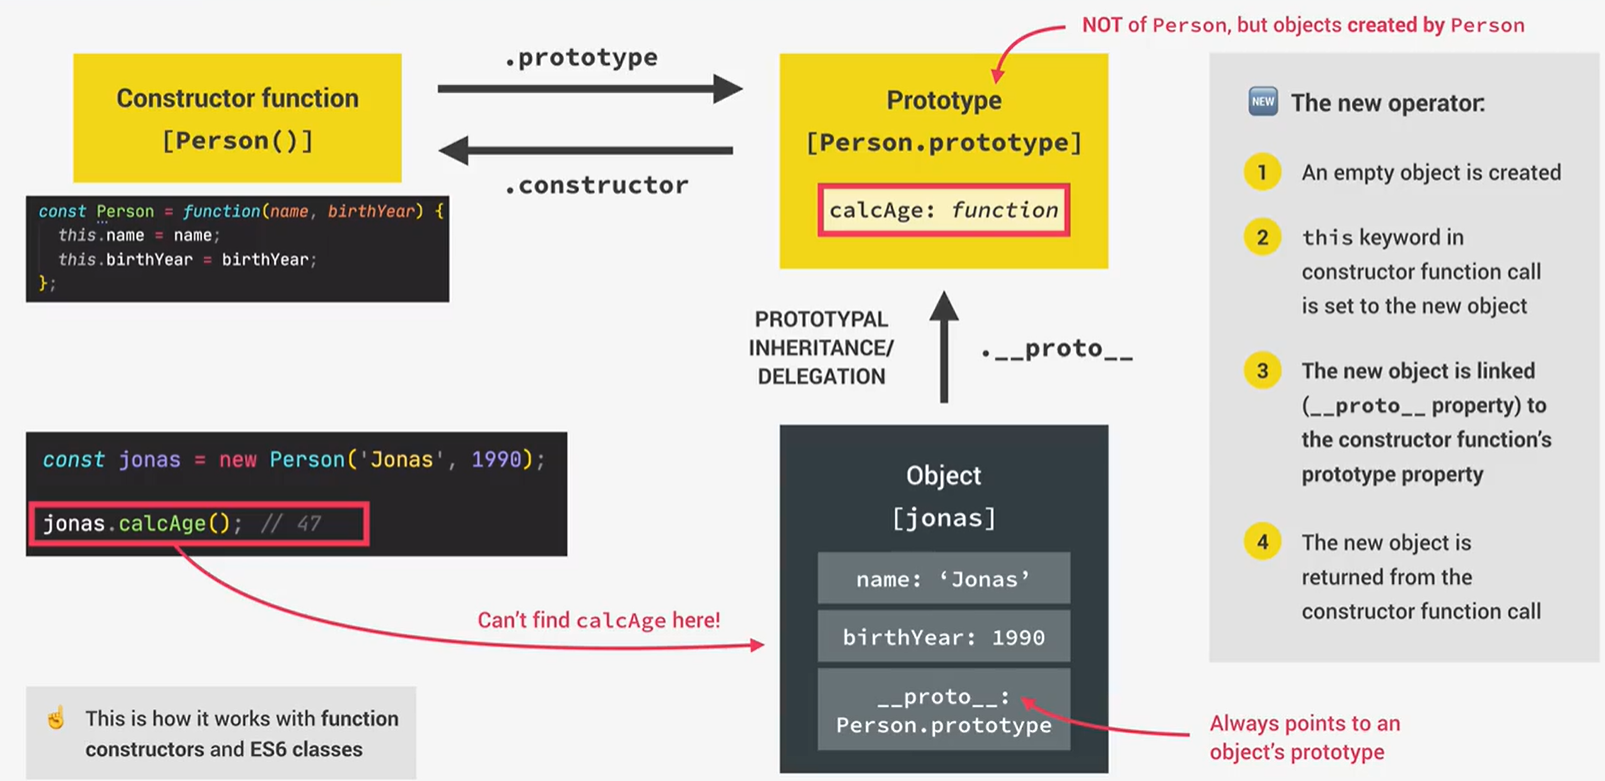 NOT of Person, but objects created by Person
Constructor function
[Person()]
.prototype
.constructor
Prototype
[Person.prototype]
calcAge: function
const Person = function(name, birthYear) {
this.name = name;
this.birthYear = birthYear;
};
PROTOTYPAL
INHERITANCE/
DELEGATION
.__proto__
const jonas = new Person('Jonas', 1990);
jonas.calcAge(); // 47
Can't find calcAge here!
Object
[jonas]
name: ‘Jonas’
birthYear: 1990
__proto__:
Person.prototype
Always points to an
object's prototype
☝ This is how it works with function
constructors and ES6 classes
NEW The new operator:
1 An empty object is created
2 this keyword in
constructor function call
is set to the new object
3 The new object is linked
(__proto__ property) to
the constructor function's
prototype property
4 The new object is
returned from the
constructor function call